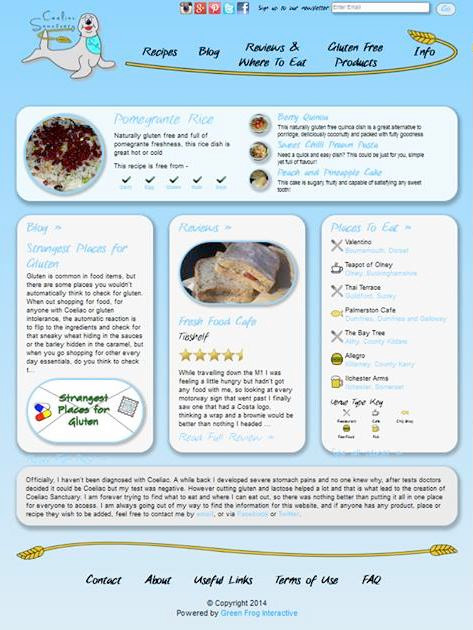 Coeliac
Sanctuary
Sign up to our newsletter
Enter Email
Go
Recipes
Blog
Reviews &
Where To Eat
Gluten Free
Products
Info
Pomegrante Rice
Naturally gluten free and full of
pomegrante freshness, this rice dish is
great hot or cold
This recipe is free from -
Dairy Egg Gluten Nuts Soya
Berry Quinoa
This naturally gluten free quinoa dish is a great alternative to
porridge, deliciously coconutty and packed with fully goodness
Sweet Chilli Prawn Pasta
Need a quick and easy dish? This could be just for you, simple
yet full of flavour!
Peach and Pineapple Cake
This cake is sugary fruity and capable of satisfying any sweet
tooth!
Blog »
Strangest Places for
Gluten
Gluten is common in food items, but
there are some places you wouldn't
automatically think to check for gluten.
When out shopping for food, for
anyone with Coeliac or gluten
intolerance, the automatic reaction is
to flip to the ingredients and check for
that sneaky wheat hiding in the sauces
or the barley hidden in the caramel, but
when you go shopping for other every
day essentials, do you think to check
f...
Strangest
Places for
Gluten
Reviews »
Fresh Food Cafe
Tibshelf
While travelling down the M1 I was
feeling a little hungry but hadn't got
any food with me, so looking at every
motorway sign that went past I finally
saw one that had a Costa logo,
thinking a wrap and a brownie would be
better than nothing I headed ...
Read Full Review »
Places To Eat »
Valentino
Bournemouth, Dorset
Teapot of Olney
Olney, Buckinghamshire
Thai Terrace
Guildford, Surrey
Palmerston Cafe
Dumfries, Dumfries and Galloway
The Bay Tree
Athy, County Kildare
Allegro
Killarney, County Kerry
Ilchester Arms
Ilchester, Somerset
Venue Type Key
Restaurant
Cafe
Chip Shop
Fast Food
Pub
Officially, I haven't been diagnosed with Coeliac. A while back I developed severe stomach pains and no one knew why, after tests doctors
decided it could be Coeliac but my test was negative. However cutting gluten and lactose helped a lot and that is what lead to the creation of
Coeliac Sanctuary. I am forever trying to find what to eat and where I can eat out, so there was nothing better than putting it all in one place
for everyone to access. I am always going out of my way to find the information for this website, and if anyone has any product, place or
recipe they wish to be added, feel free to contact me by email, or via Facebook or Twitter.
Contact
About
Useful Links
Terms of Use
FAQ
© Copyright 2014
Powered by Green Frog Interactive